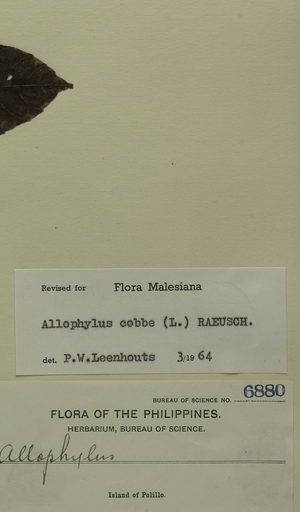 Revised for Flora Malesiana
Allophylus cobbe (L.) RAEUSCH.
det. P.W.Leenhouts 3/19 64
BUREAU OF SCIENCE NO. 6880
FLORA OF THE PHILIPPINES.
HERBARIUM, BUREAU OF SCIENCE.
Allophylus
Island of Polillo.